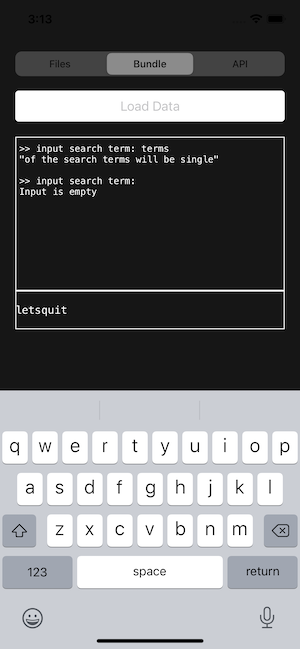 3:13
Files Bundle API
Load Data
>> input search term: terms
"of the search terms will be single"
>> input search term:
Input is empty
letsquit
q w e r t y u i o p
a s d f g h j k l
z x c v b n m
123 space return